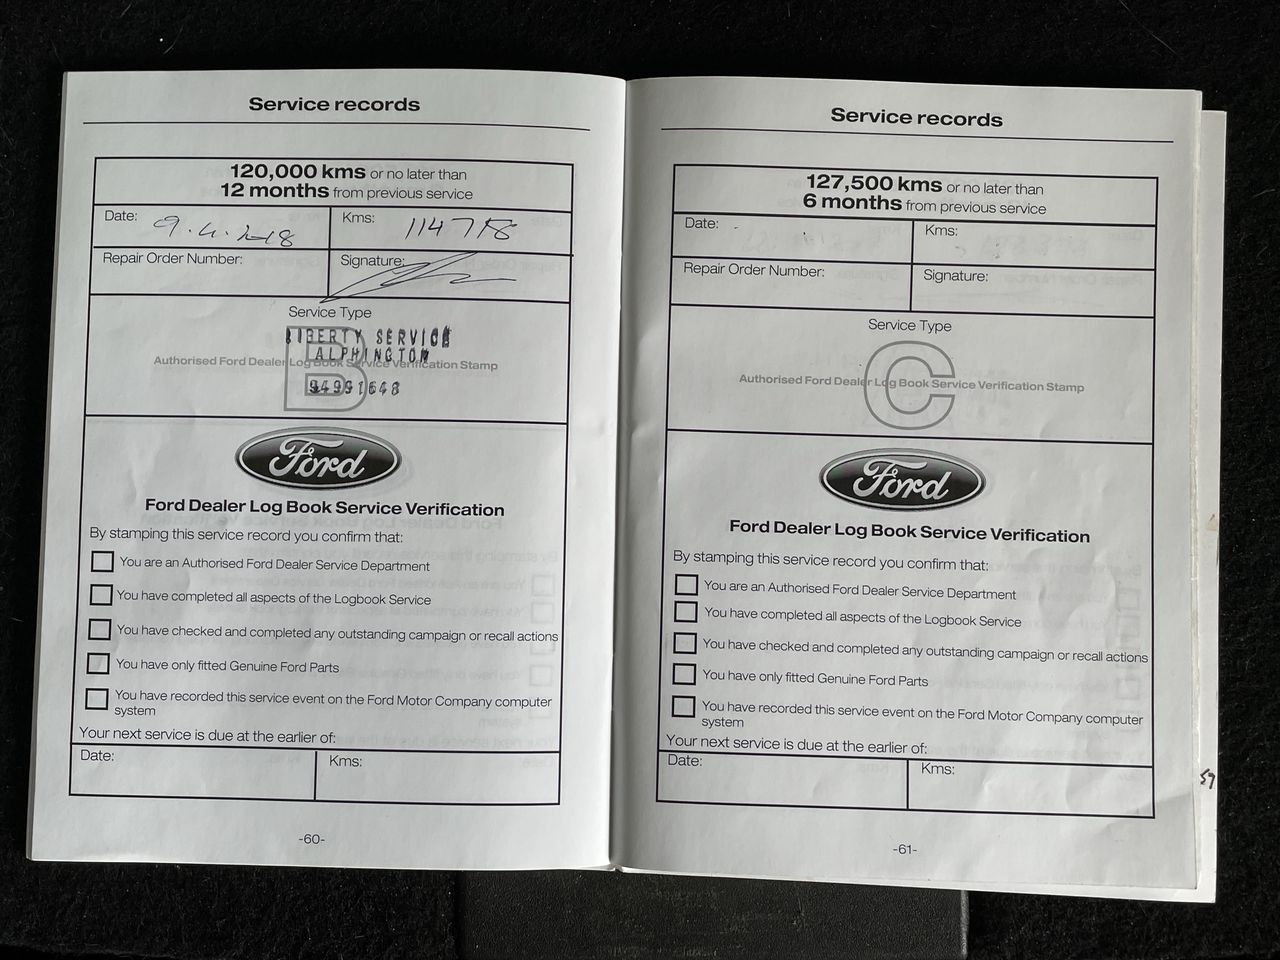 Service records
120,000 kms or no later than
12 months from previous service
Date: 9.4.2018 Kms: 114718
Repair Order Number: Signature:
Service Type
B
LIBERTY SERVICE
ALPHINGTON
Authorised Ford Dealer Log Book Service Verification Stamp
94991648
Ford
Ford Dealer Log Book Service Verification
By stamping this service record you confirm that:
You are an Authorised Ford Dealer Service Department
You have completed all aspects of the Logbook Service
You have checked and completed any outstanding campaign or recall actions
You have only fitted Genuine Ford Parts
You have recorded this service event on the Ford Motor Company computer
system
Your next service is due at the earlier of:
Date: Kms:
-60-
Service records
127,500 kms or no later than
6 months from previous service
Date: Kms:
Repair Order Number: Signature:
Service Type
C
Authorised Ford Dealer Log Book Service Verification Stamp
Ford
Ford Dealer Log Book Service Verification
By stamping this service record you confirm that:
You are an Authorised Ford Dealer Service Department
You have completed all aspects of the Logbook Service
You have checked and completed any outstanding campaign or recall actions
You have only fitted Genuine Ford Parts
You have recorded this service event on the Ford Motor Company computer
system
Your next service is due at the earlier of:
Date: Kms:
-61-